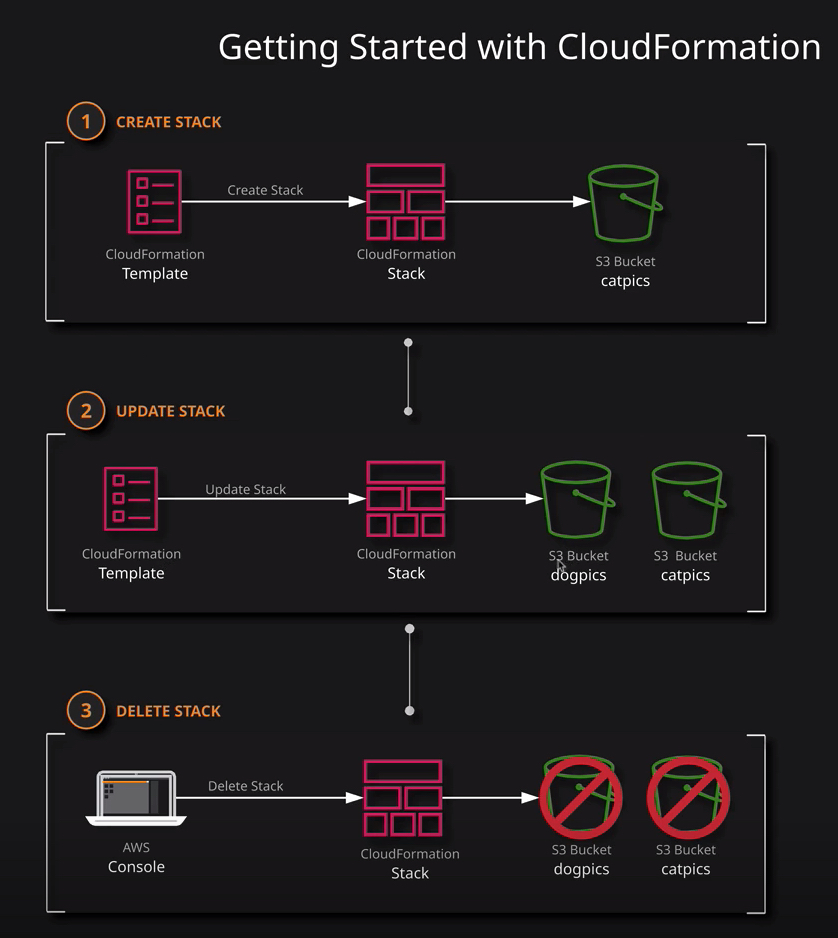 Getting Started with CloudFormation
1
CREATE STACK
Create Stack
CloudFormation
Template
CloudFormation
Stack
S3 Bucket
catpics
2
UPDATE STACK
Update Stack
CloudFormation
Template
CloudFormation
Stack
S3 Bucket
dogpics
S3 Bucket
catpics
3
DELETE STACK
Delete Stack
AWS
Console
CloudFormation
Stack
S3 Bucket
dogpics
S3 Bucket
catpics